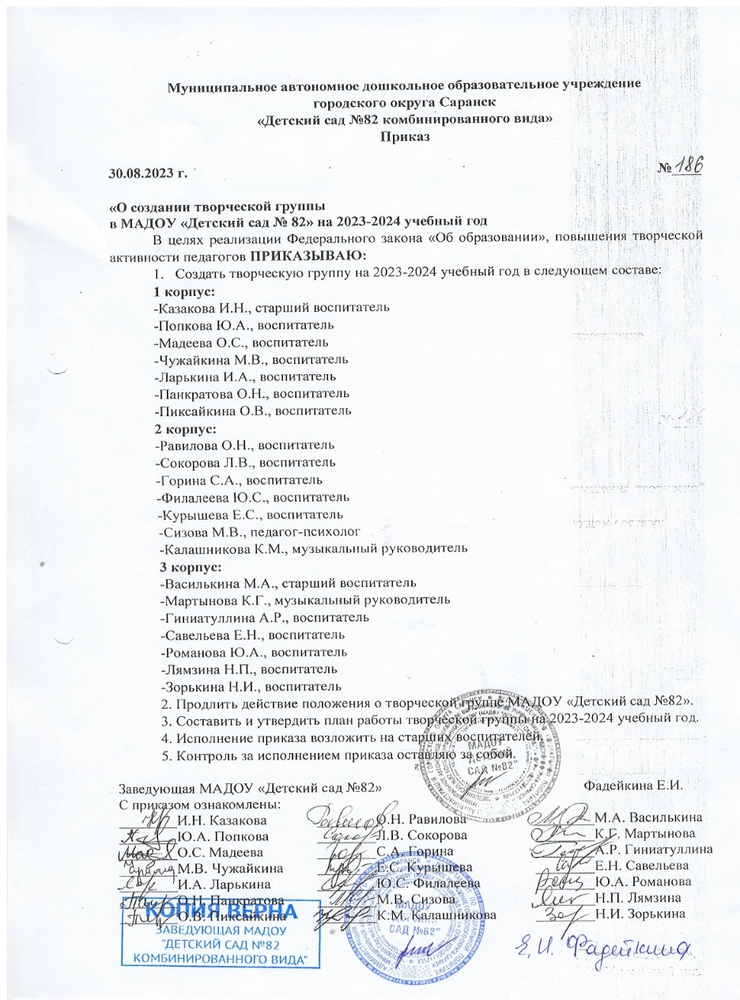 Муниципальное автономное дошкольное образовательное учреждение
городского округа Саранск
«Детский сад №82 комбинированного вида»
Приказ
30.08.2023 г. № 186
«О создании творческой группы
в МАДОУ «Детский сад № 82» на 2023-2024 учебный год
В целях реализации Федерального закона «Об образовании», повышения творческой
активности педагогов ПРИКАЗЫВАЮ:
1. Создать творческую группу на 2023-2024 учебный год в следующем составе:
1 корпус:
-Казакова И.Н., старший воспитатель
-Попкова Ю.А., воспитатель
-Мадеева О.С., воспитатель
-Чужайкина М.В., воспитатель
-Ларькина И.А., воспитатель
-Панкратова О.Н., воспитатель
-Пиксайкина О.В., воспитатель
2 корпус:
-Равилова О.Н., воспитатель
-Сокорова Л.В., воспитатель
-Горина С.А., воспитатель
-Филалеева Ю.С., воспитатель
-Курышева Е.С., воспитатель
-Сизова М.В., педагог-психолог
-Калашникова К.М., музыкальный руководитель
3 корпус:
-Василькина М.А., старший воспитатель
-Мартынова К.Г., музыкальный руководитель
-Гиниатуллина А.Р., воспитатель
-Савельева Е.Н., воспитатель
-Романова Ю.А., воспитатель
-Лямзина Н.П., воспитатель
-Зорькина Н.И., воспитатель
2. Продлить действие положения о творческой группе МАДОУ «Детский сад №82».
3. Составить и утвердить план работы творческой группы на 2023-2024 учебный год.
4. Исполнение приказа возложить на старших воспитателей.
5. Контроль за исполнением приказа оставляю за собой.
МАДОУ
"ДЕТСКИЙ
САД №82"
Заведующая МАДОУ «Детский сад №82» Фадейкина Е.И.
С приказом ознакомлены:
И.Н. Казакова О.Н. Равилова М.А. Василькина
Ю.А. Попкова Л.В. Сокорова К.Г. Мартынова
О.С. Мадеева С.А. Горина А.Р. Гиниатуллина
М.В. Чужайкина Е.С. Курышева Е.Н. Савельева
И.А. Ларькина Ю.С. Филалеева Ю.А. Романова
О.Н. Панкратова М.В. Сизова Н.П. Лямзина
О.В. Пиксайкина К.М. Калашникова Н.И. Зорькина
КОПИЯ ВЕРНА
ЗАВЕДУЮЩАЯ МАДОУ
"ДЕТСКИЙ САД №82
КОМБИНИРОВАННОГО ВИДА"
МАДОУ
"ДЕТСКИЙ
САД №82"
Е.И. Фадейкина